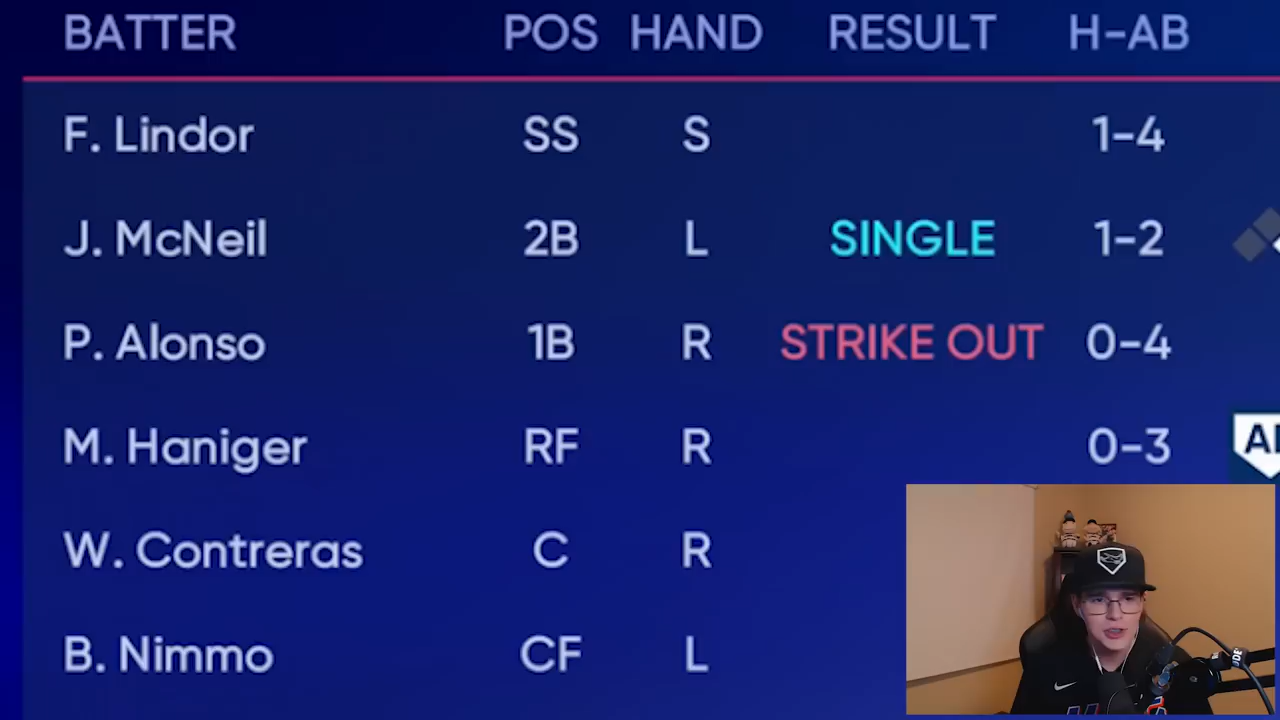 BATTER POS HAND RESULT H-AB
F. Lindor SS S 1-4
J. McNeil 2B L SINGLE 1-2
P. Alonso 1B R STRIKE OUT 0-4
M. Haniger RF R 0-3
W. Contreras C R
B. Nimmo CF L